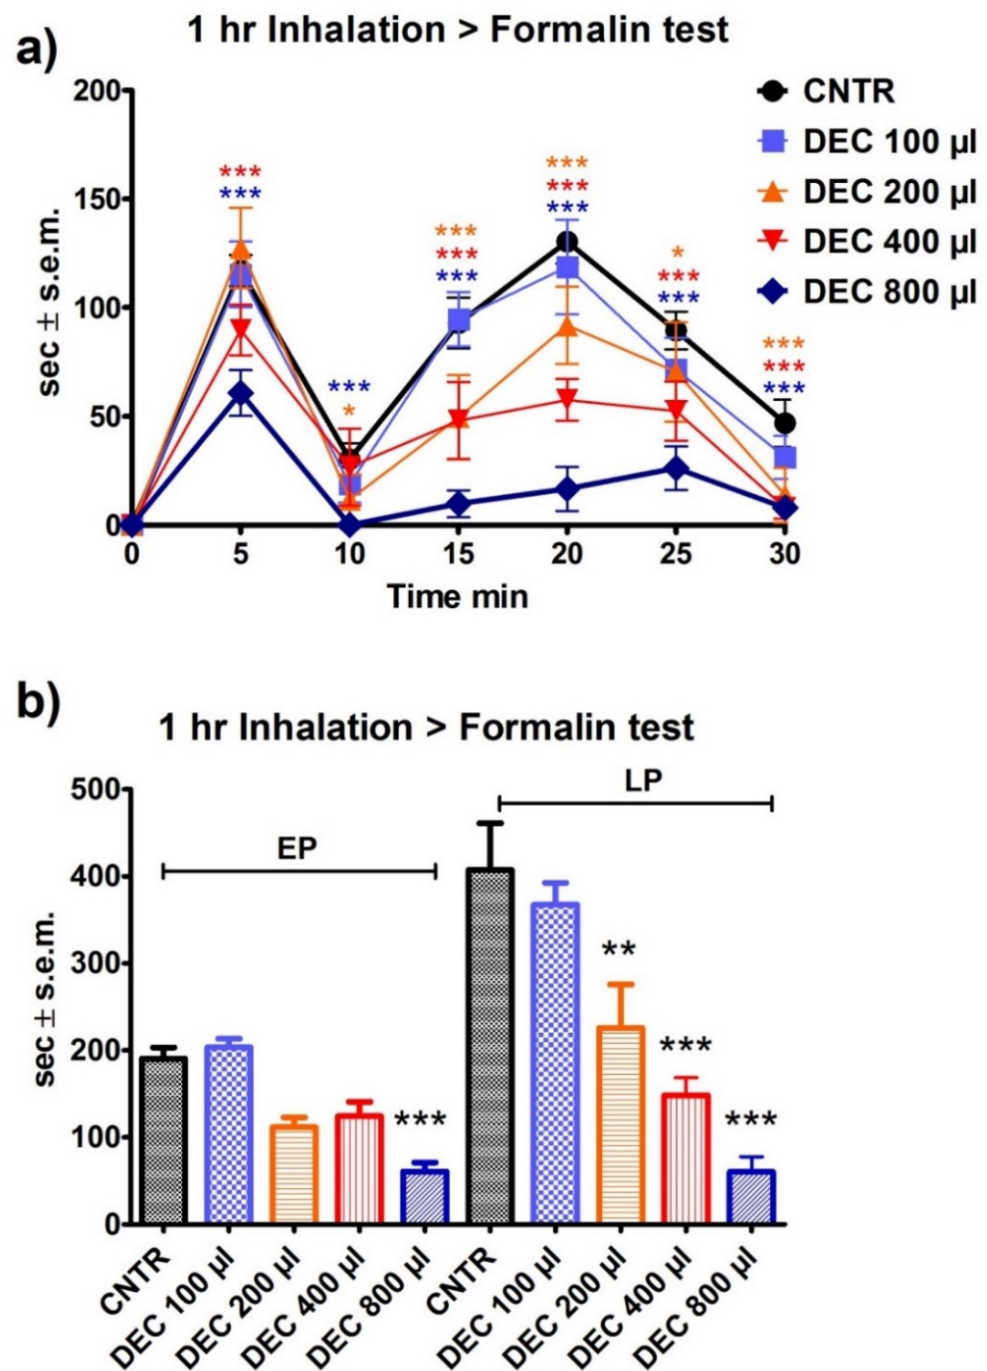 a)
1 hr Inhalation > Formalin test
sec ± s.e.m.
200
150
100
50
0
0 5 10 15 20 25 30
Time min
CNTR
DEC 100 µl
DEC 200 µl
DEC 400 µl
DEC 800 µl
***
***
***
*
***
***
***
***
***
***
*
***
***
***
***
***
b)
1 hr Inhalation > Formalin test
sec ± s.e.m.
500
400
300
200
100
0
EP
LP
***
**
***
***
CNTR
DEC 100 µl
DEC 200 µl
DEC 400 µl
DEC 800 µl
CNTR
DEC 100 µl
DEC 200 µl
DEC 400 µl
DEC 800 µl